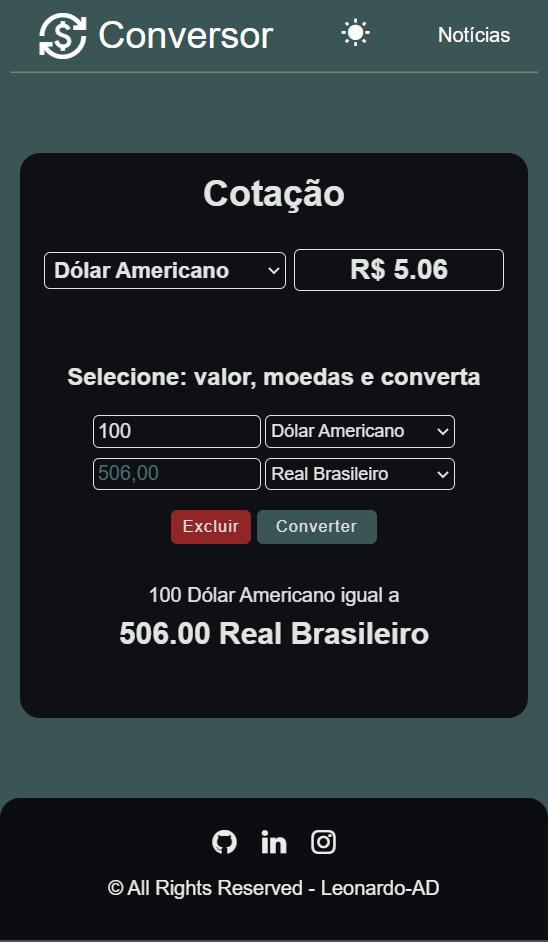 Conversor
Notícias
Cotação
Dólar Americano R$ 5.06
Selecione: valor, moedas e converta
100 Dólar Americano
506,00 Real Brasileiro
Excluir Converter
100 Dólar Americano igual a
506.00 Real Brasileiro
© All Rights Reserved - Leonardo-AD